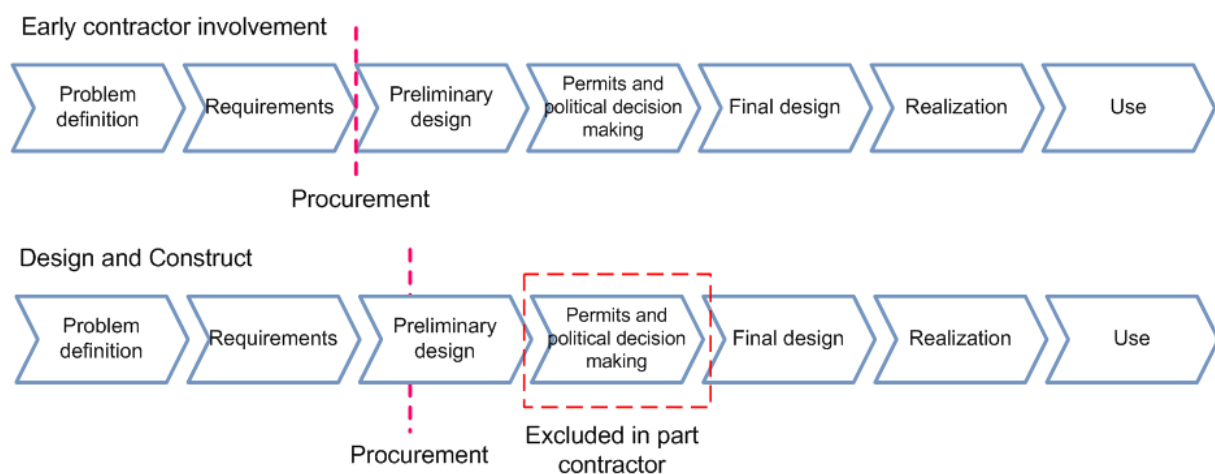 Early contractor involvement
Problem
definition
Requirements
Preliminary
design
Permits and
political decision
making
Final design
Realization
Use
Procurement
Design and Construct
Problem
definition
Requirements
Preliminary
design
Permits and
political decision
making
Final design
Realization
Use
Procurement
Excluded in part
contractor